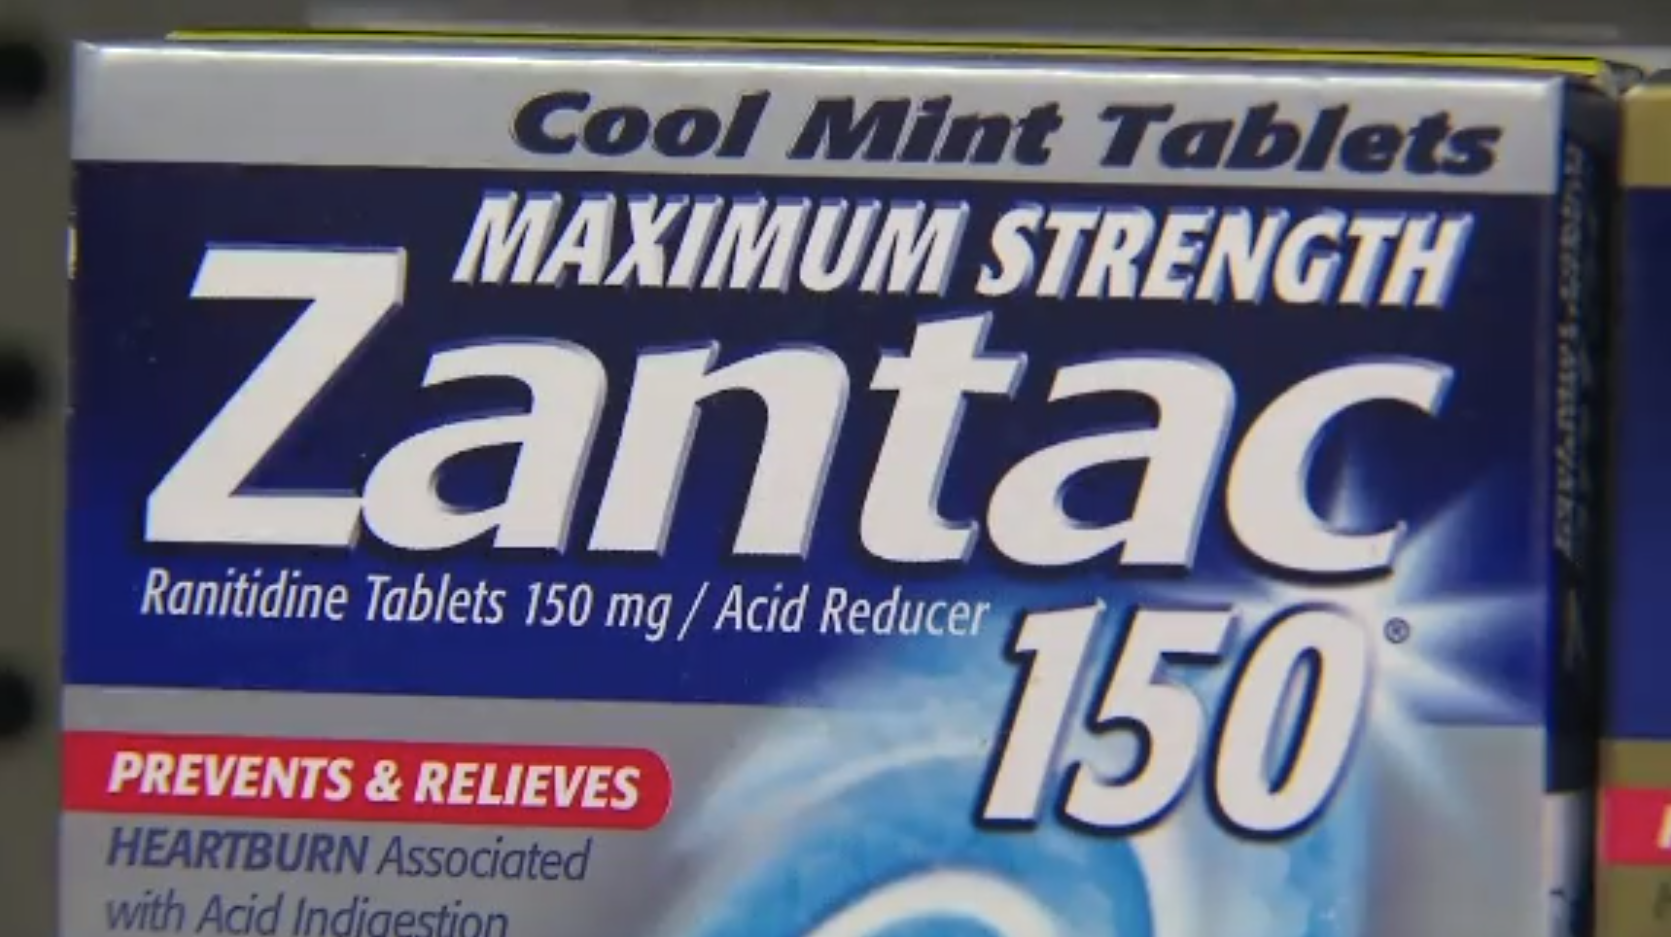 Cool Mint Tablets
MAXIMUM STRENGTH
Zantac
Ranitidine Tablets 150 mg / Acid Reducer
150®
PREVENTS & RELIEVES
HEARTBURN Associated
with Acid Indigestion